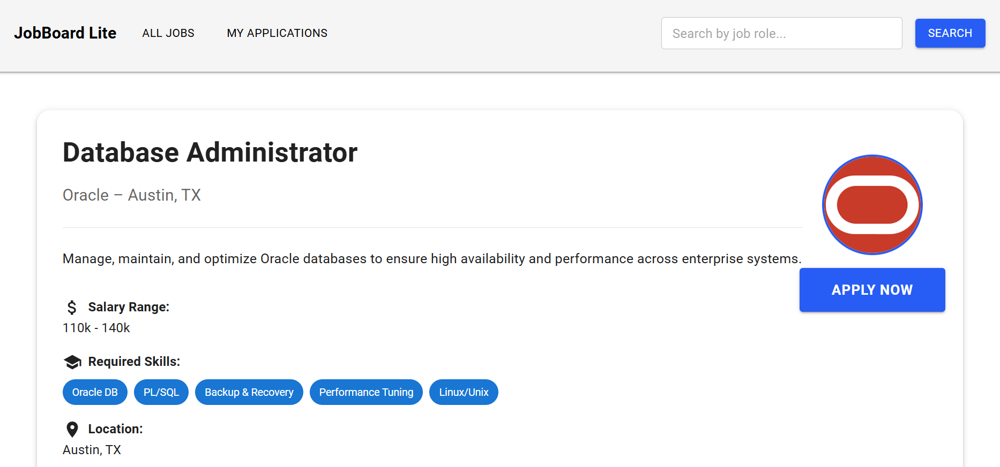 JobBoard Lite
ALL JOBS
MY APPLICATIONS
Search by job role...
SEARCH
Database Administrator
Oracle – Austin, TX
Manage, maintain, and optimize Oracle databases to ensure high availability and performance across enterprise systems.
APPLY NOW
Salary Range:
110k - 140k
Required Skills:
Oracle DB
PL/SQL
Backup & Recovery
Performance Tuning
Linux/Unix
Location:
Austin, TX